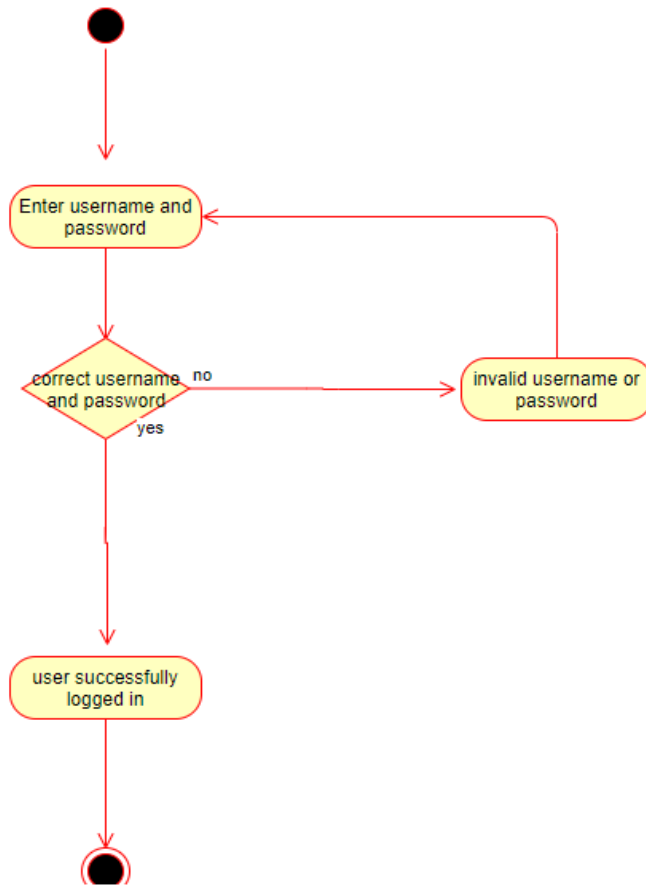 Enter username and
password
correct username
and password
no
yes
invalid username or
password
user successfully
logged in